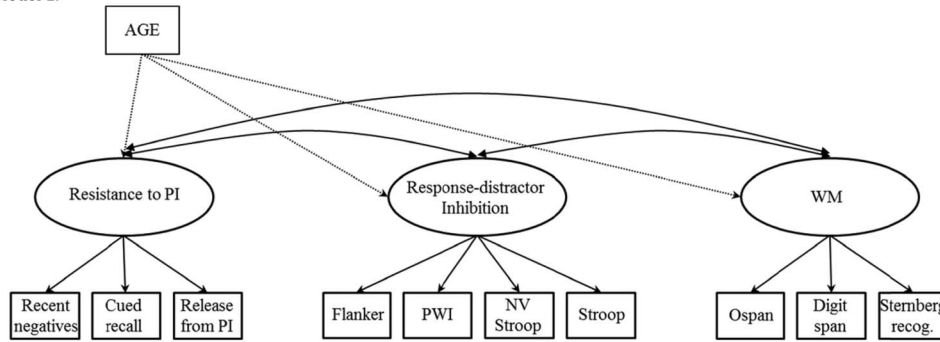 AGE
Resistance to PI
Response-distractor
Inhibition
WM
Recent
negatives
Cued
recall
Release
from PI
Flanker
PWI
NV
Stroop
Stroop
Ospan
Digit
span
Sternberg
recog.